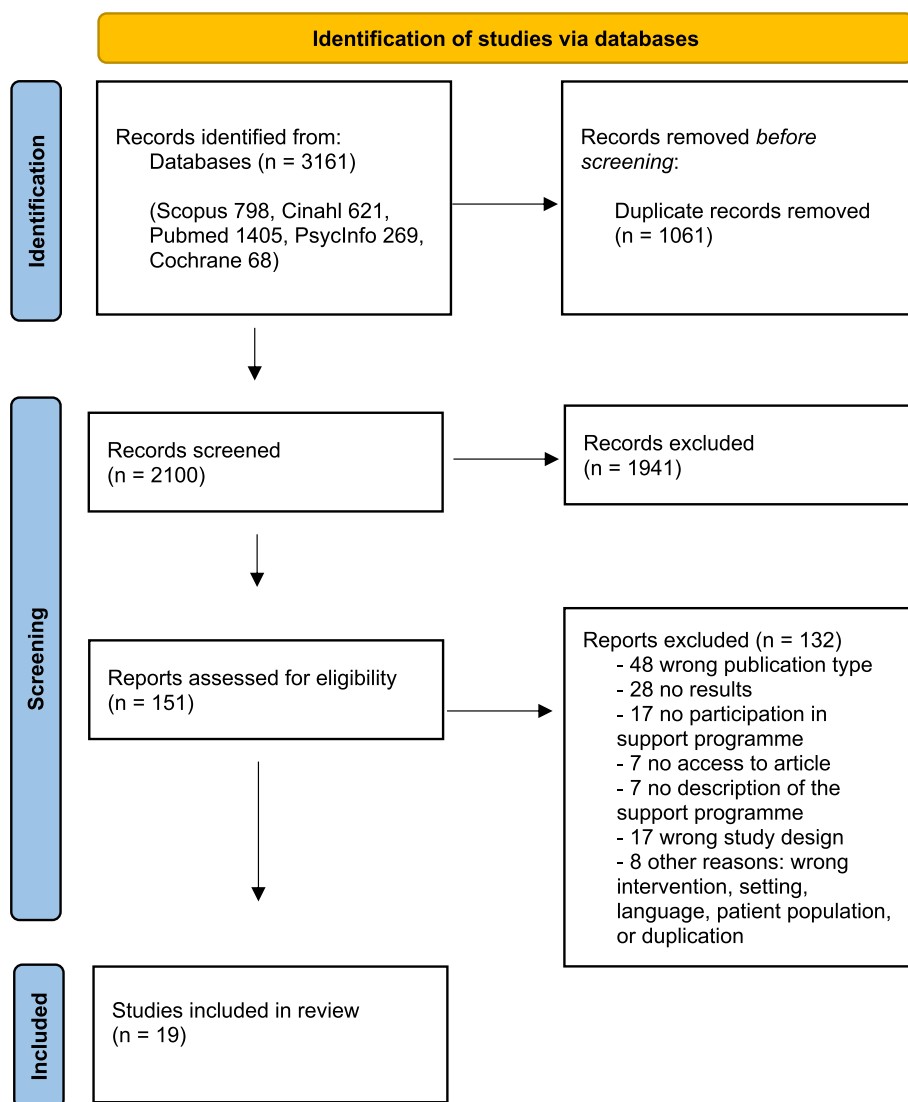 Identification of studies via databases
Identification
Records identified from:
Databases (n = 3161)
(Scopus 798, Cinahl 621,
Pubmed 1405, PsycInfo 269,
Cochrane 68)
Records removed before
screening:
Duplicate records removed
(n = 1061)
Screening
Records screened
(n = 2100)
Records excluded
(n = 1941)
Reports assessed for eligibility
(n = 151)
Reports excluded (n = 132)
- 48 wrong publication type
- 28 no results
- 17 no participation in
support programme
- 7 no access to article
- 7 no description of the
support programme
- 17 wrong study design
- 8 other reasons: wrong
intervention, setting,
language, patient population,
or duplication
Included
Studies included in review
(n = 19)